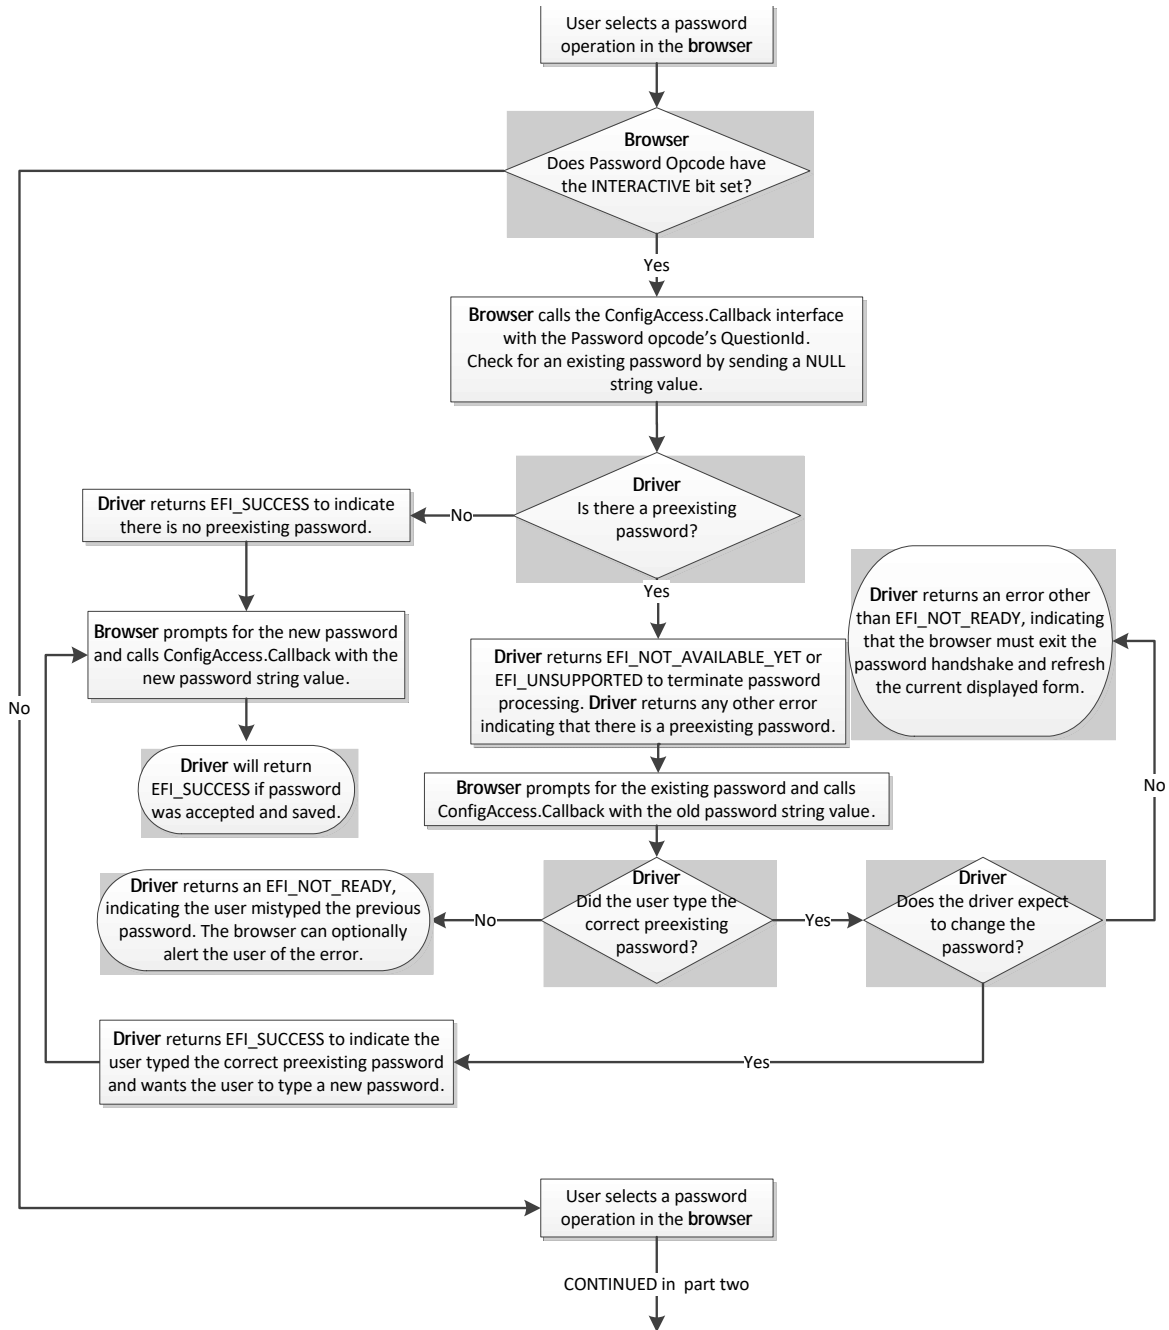 User selects a password
operation in the browser
Browser
Does Password Opcode have
the INTERACTIVE bit set?
Yes
Browser calls the ConfigAccess.Callback interface
with the Password opcode's QuestionId.
Check for an existing password by sending a NULL
string value.
Driver
Is there a preexisting
password?
No
Driver returns EFI_SUCCESS to indicate
there is no preexisting password.
Yes
Driver returns an error other
than EFI_NOT_READY, indicating
that the browser must exit the
password handshake and refresh
the current displayed form.
Browser prompts for the new password
and calls ConfigAccess.Callback with the
new password string value.
Driver returns EFI_NOT_AVAILABLE_YET or
EFI_UNSUPPORTED to terminate password
processing. Driver returns any other error
indicating that there is a preexisting password.
No
Driver will return
EFI_SUCCESS if password
was accepted and saved.
Browser prompts for the existing password and calls
ConfigAccess.Callback with the old password string value.
No
Driver returns an EFI_NOT_READY,
indicating the user mistyped the previous
password. The browser can optionally
alert the user of the error.
No
Driver
Did the user type the
correct preexisting
password?
Yes
Driver
Does the driver expect
to change the
password?
Driver returns EFI_SUCCESS to indicate the
user typed the correct preexisting password
and wants the user to type a new password.
Yes
User selects a password
operation in the browser
CONTINUED in part two